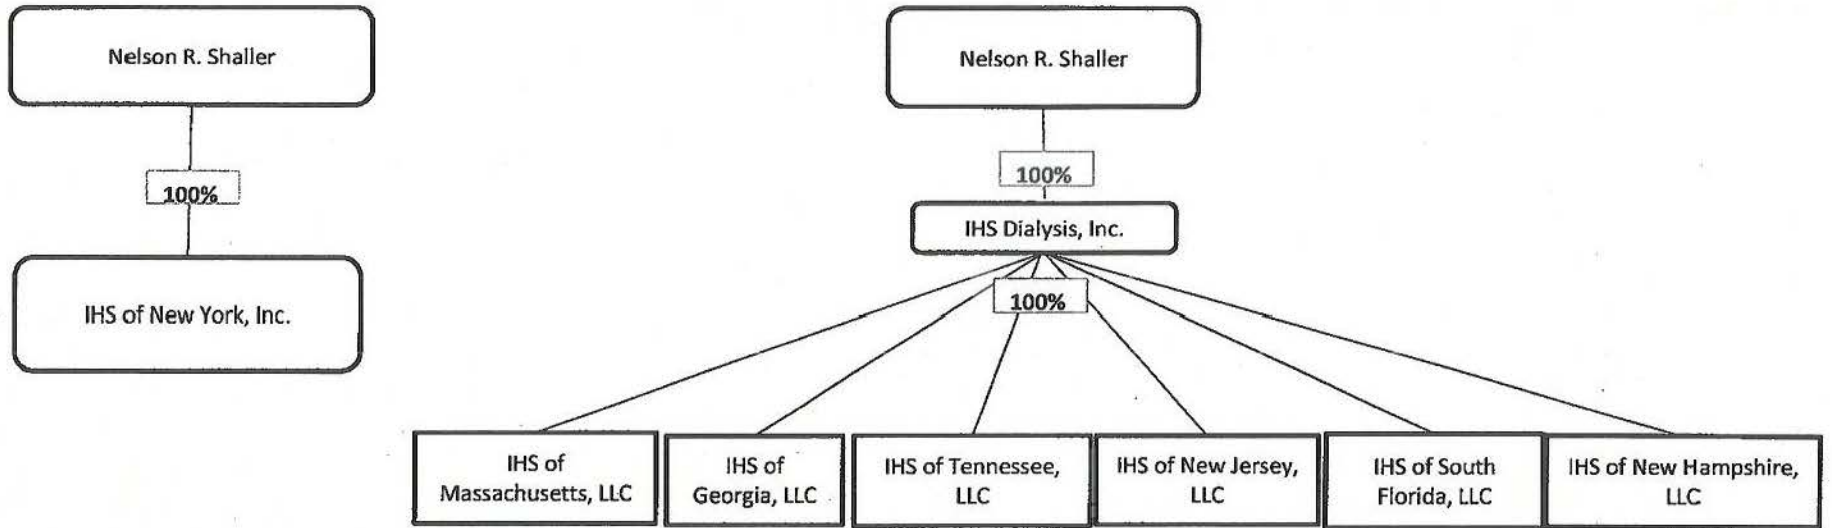 Nelson R. Shaller
100%
IHS of New York, Inc.
Nelson R. Shaller
100%
IHS Dialysis, Inc.
100%
IHS of
Massachusetts, LLC
IHS of
Georgia, LLC
IHS of Tennessee,
LLC
IHS of New Jersey,
LLC
IHS of South
Florida, LLC
IHS of New Hampshire,
LLC